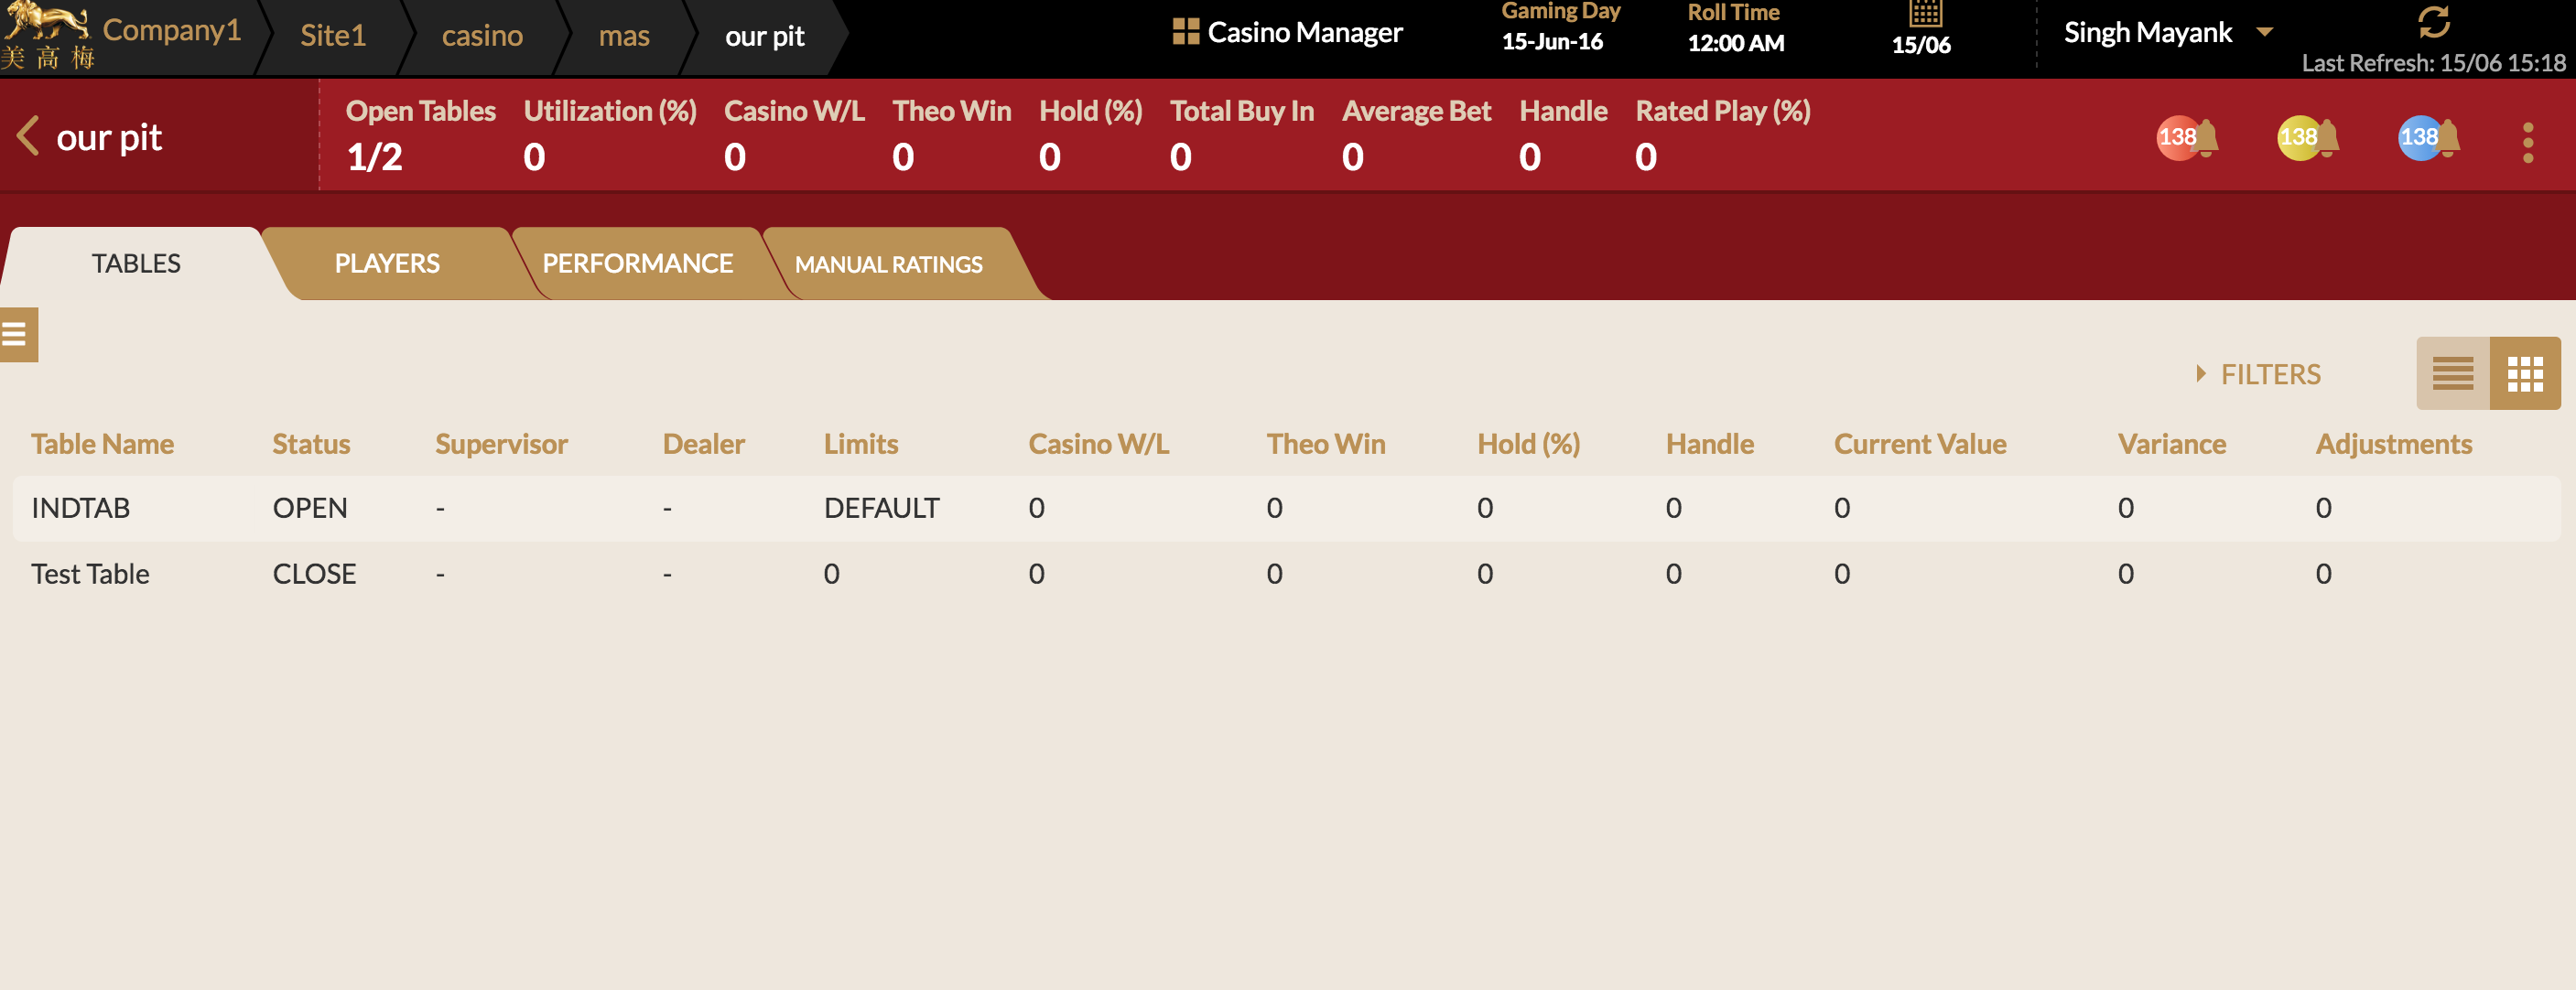 Company1
美高梅
Site1
casino
mas
our pit
Casino Manager
Gaming Day
15-Jun-16
Roll Time
12:00 AM
15/06
Singh Mayank
Last Refresh: 15/06 15:18
our pit
Open Tables Utilization (%) Casino W/L Theo Win Hold (%) Total Buy In Average Bet Handle Rated Play (%)
1/2 0 0 0 0 0 0 0 0
138 138 138
TABLES PLAYERS PERFORMANCE MANUAL RATINGS
FILTERS
Table Name Status Supervisor Dealer Limits Casino W/L Theo Win Hold (%) Handle Current Value Variance Adjustments
INDTAB OPEN - - DEFAULT 0 0 0 0 0 0 0
Test Table CLOSE - - 0 0 0 0 0 0 0 0